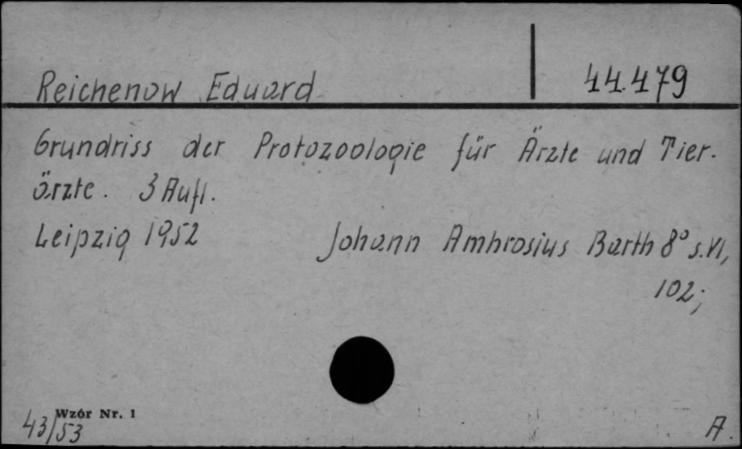 Reichenow Eduard 44.479
Grundriss der Protozoologie für Ärzte und Tier-
ärzte. 3 Aufl.
Leipzig 1952 Johann Ambrosius Barth 8° s. VI,
102;
Wzór Nr. 1
43/53 A.